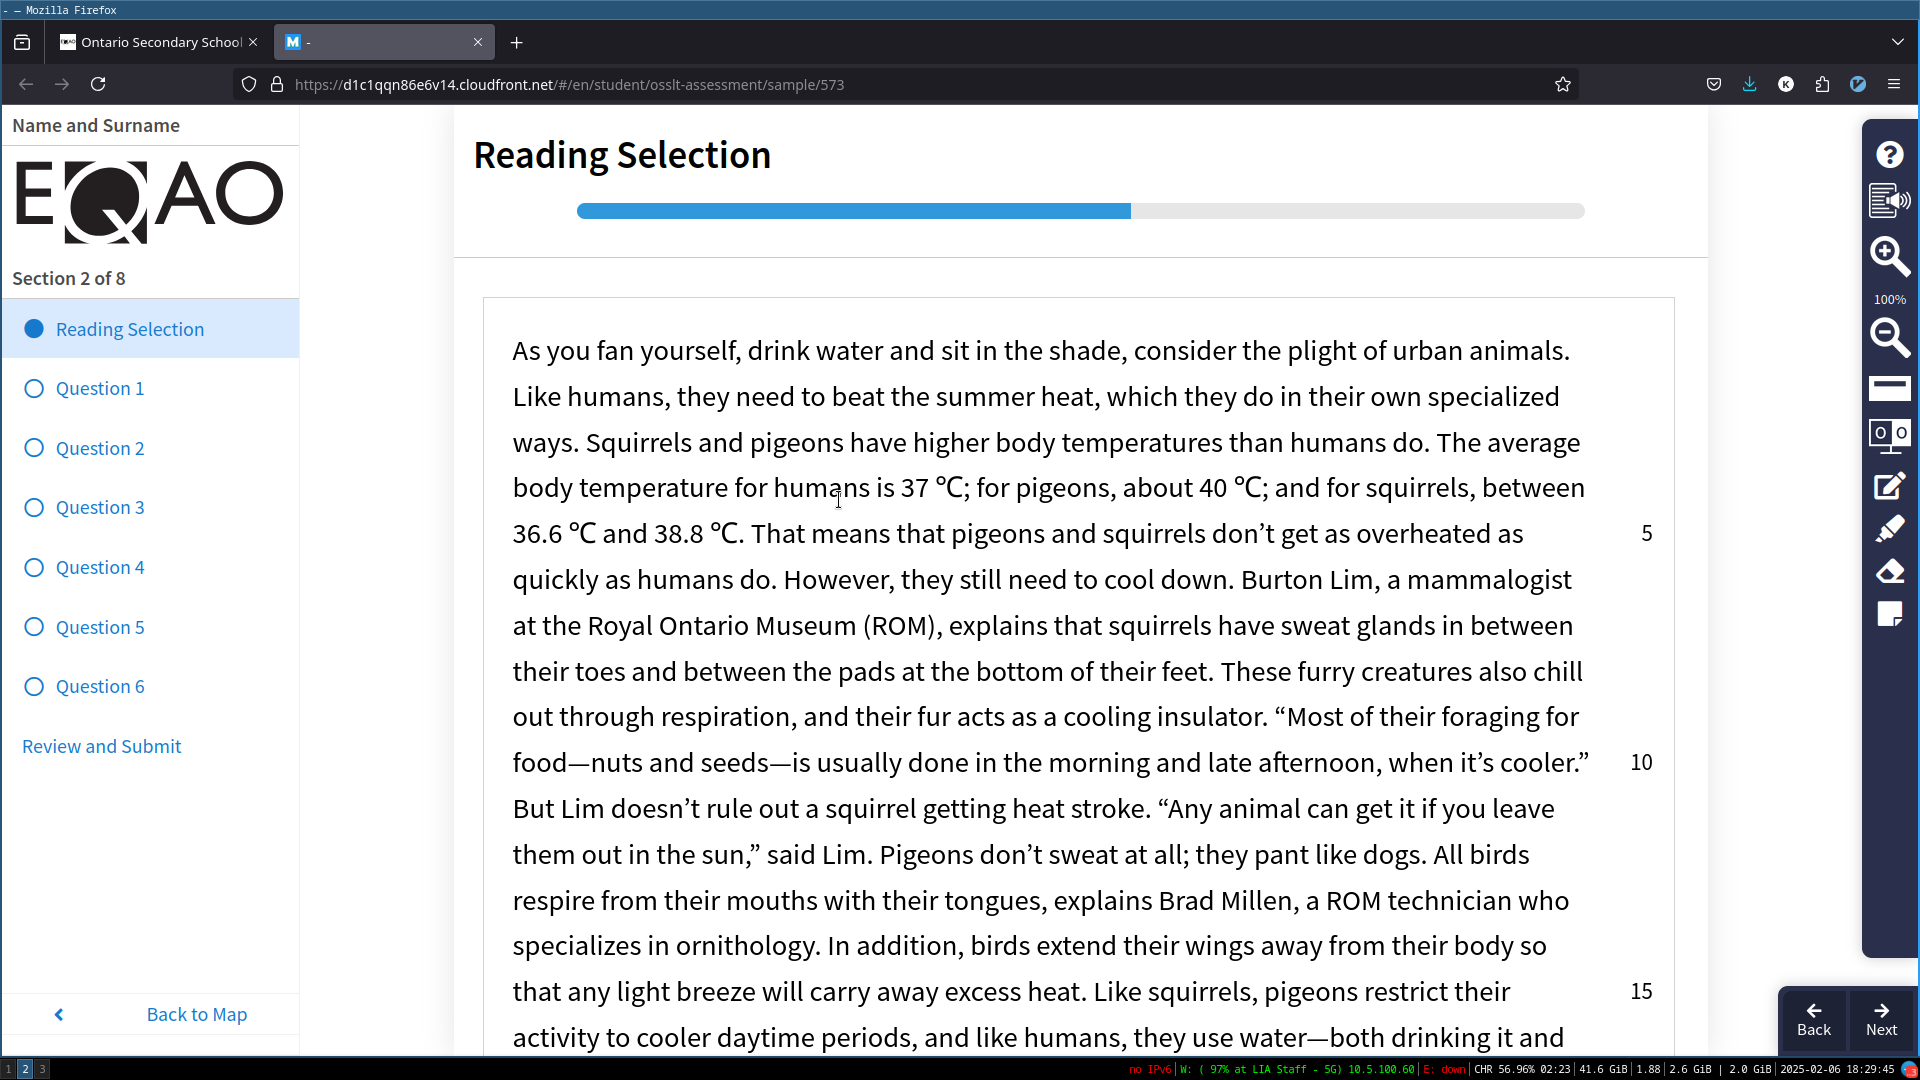 - — Mozilla Firefox
Ontario Secondary School
M -
https://d1c1qqn86e6v14.cloudfront.net/#/en/student/osslt-assessment/sample/573
Name and Surname
EQAO
Section 2 of 8
Reading Selection
Question 1
Question 2
Question 3
Question 4
Question 5
Question 6
Review and Submit
Back to Map
Reading Selection
As you fan yourself, drink water and sit in the shade, consider the plight of urban animals.
Like humans, they need to beat the summer heat, which they do in their own specialized
ways. Squirrels and pigeons have higher body temperatures than humans do. The average
body temperature for humans is 37 °C; for pigeons, about 40 °C; and for squirrels, between
36.6 °C and 38.8 °C. That means that pigeons and squirrels don’t get as overheated as 5
quickly as humans do. However, they still need to cool down. Burton Lim, a mammalogist
at the Royal Ontario Museum (ROM), explains that squirrels have sweat glands in between
their toes and between the pads at the bottom of their feet. These furry creatures also chill
out through respiration, and their fur acts as a cooling insulator. “Most of their foraging for
food—nuts and seeds—is usually done in the morning and late afternoon, when it’s cooler.” 10
But Lim doesn’t rule out a squirrel getting heat stroke. “Any animal can get it if you leave
them out in the sun,” said Lim. Pigeons don’t sweat at all; they pant like dogs. All birds
respire from their mouths with their tongues, explains Brad Millen, a ROM technician who
specializes in ornithology. In addition, birds extend their wings away from their body so
that any light breeze will carry away excess heat. Like squirrels, pigeons restrict their 15
activity to cooler daytime periods, and like humans, they use water—both drinking it and
100%
Back
Next
1 2 3
no IPv6 | W: ( 97% at LIA Staff - 5G) 10.5.100.60 | E: down | CHR 56.96% 02:23 | 41.6 GiB | 1.88 | 2.6 GiB | 2.0 GiB | 2025-02-06 18:29:45